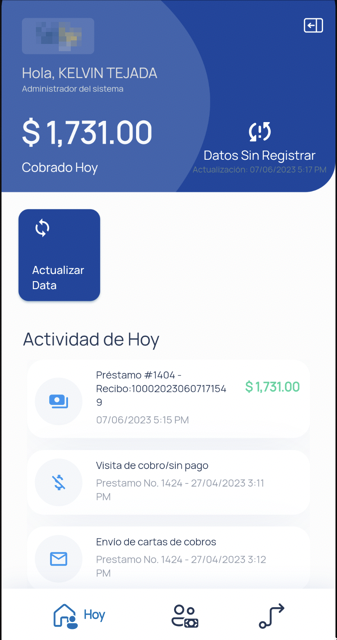 Hola, KELVIN TEJADA
Administrador del sistema
$ 1,731.00
Cobrado Hoy
Datos Sin Registrar
Actualización: 07/06/2023 5:17 PM
Actualizar
Data
Actividad de Hoy
Préstamo #1404 -
Recibo:10002023060717154
9
$ 1,731.00
07/06/2023 5:15 PM
Visita de cobro/sin pago
Prestamo No. 1424 - 27/04/2023 3:11
PM
Envio de cartas de cobros
Prestamo No. 1424 - 27/04/2023 3:12
PM
Hoy